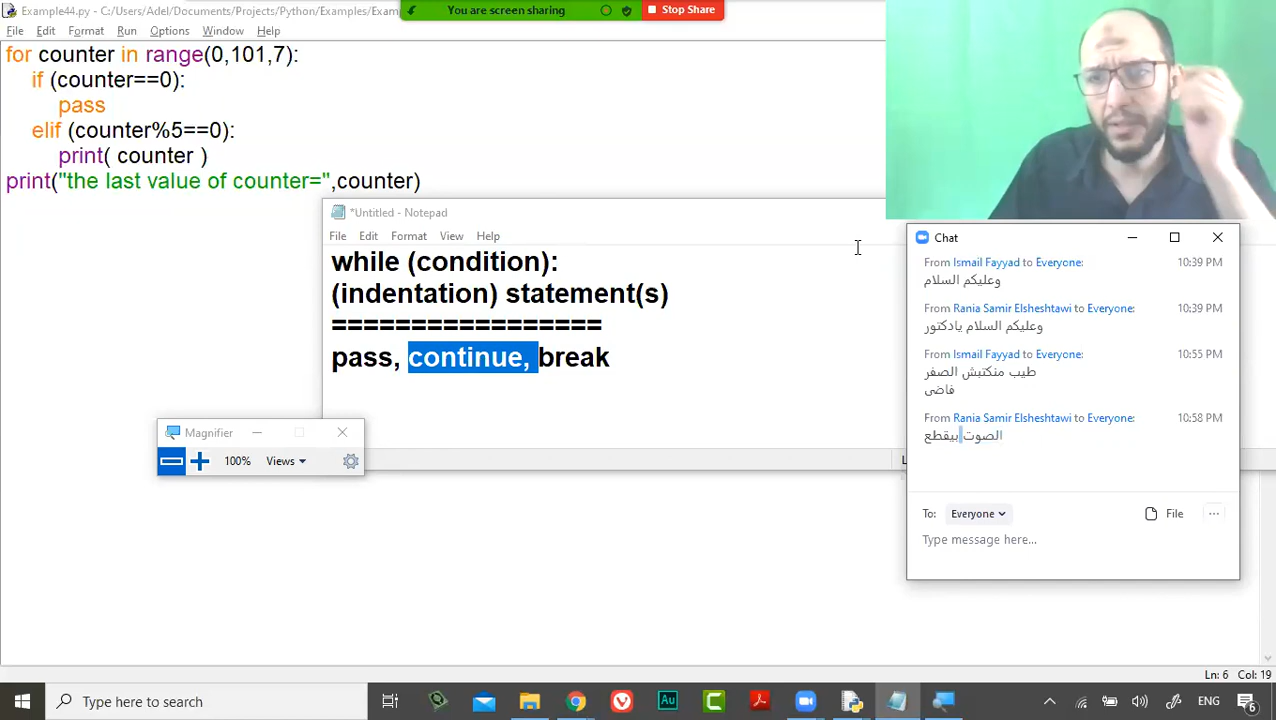 Example44.py - C:/Users/Adel/Documents/Projects/Python/Examples/Exam
You are screen sharing
Stop Share
File Edit Format Run Options Window Help
for counter in range(0,101,7):
if (counter==0):
pass
elif (counter%5==0):
print( counter )
print("the last value of counter=",counter)
*Untitled - Notepad
File Edit Format View Help
while (condition):
(indentation) statement(s)
=================
pass, continue, break
Magnifier
100% Views
Chat
From Ismail Fayyad to Everyone: 10:39 PM
وعليكم السلام
From Rania Samir Elsheshtawi to Everyone: 10:39 PM
وعليكم السلام يادكتور
From Ismail Fayyad to Everyone: 10:55 PM
طيب منكتبش الصفر
فاضى
From Rania Samir Elsheshtawi to Everyone: 10:58 PM
الصوت بيقطع
To: Everyone File ...
Type message here...
Ln: 6 Col: 19
Type here to search
Au
C
ENG
6